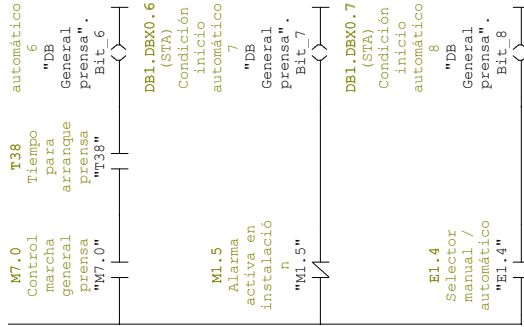 M7.0
Control
marcha
general
prensa
"M7.0"
T38
Tiempo
para
arranque
prensa
"T38"
automático
6
"DB
General
prensa".
Bit_6
M1.5
Alarma
activa en
instalació
n
"M1.5"
DB1.DBX0.6
(STA)
Condición
inicio
automático
7
"DB
General
prensa".
Bit_7
E1.4
Selector
manual /
automático
"E1.4"
DB1.DBX0.7
(STA)
Condición
inicio
automático
8
"DB
General
prensa".
Bit_8